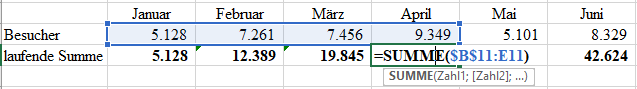 Januar Februar März April Mai Juni
Besucher 5.128 7.261 7.456 9.349 5.101 8.329
laufende Summe 5.128 12.389 19.845 =SUMME($B$11:E11) 42.624
SUMME(Zahl1; [Zahl2]; ...)